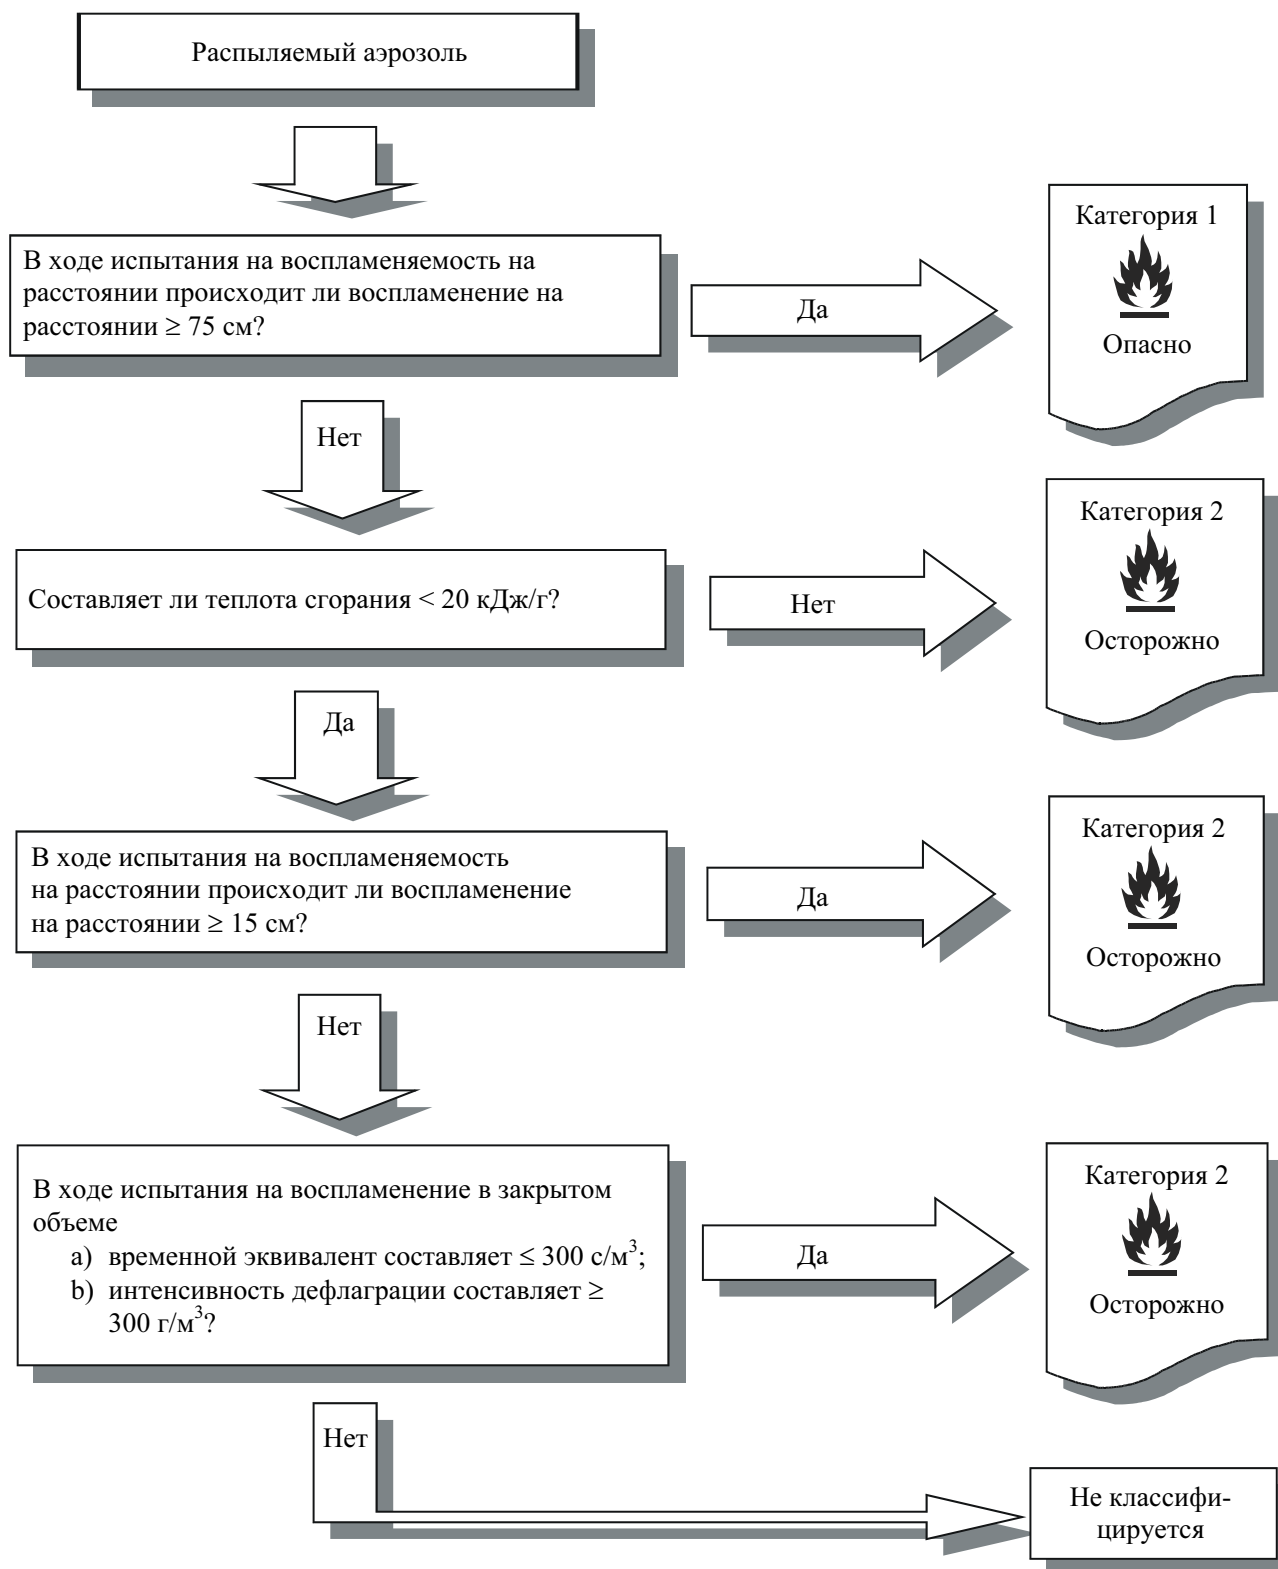 Распыляемый аэрозоль
В ходе испытания на воспламеняемость на
расстоянии происходит ли воспламенение на
расстоянии ≥ 75 см?
Да
Категория 1
Опасно
Нет
Составляет ли теплота сгорания < 20 кДж/г?
Нет
Категория 2
Осторожно
Да
В ходе испытания на воспламеняемость
на расстоянии происходит ли воспламенение
на расстоянии ≥ 15 см?
Да
Категория 2
Осторожно
Нет
В ходе испытания на воспламенение в закрытом
объеме
a) временной эквивалент составляет ≤ 300 с/м³;
b) интенсивность дефлаграции составляет ≥
300 г/м³?
Да
Категория 2
Осторожно
Нет
Не классифи-
цируется